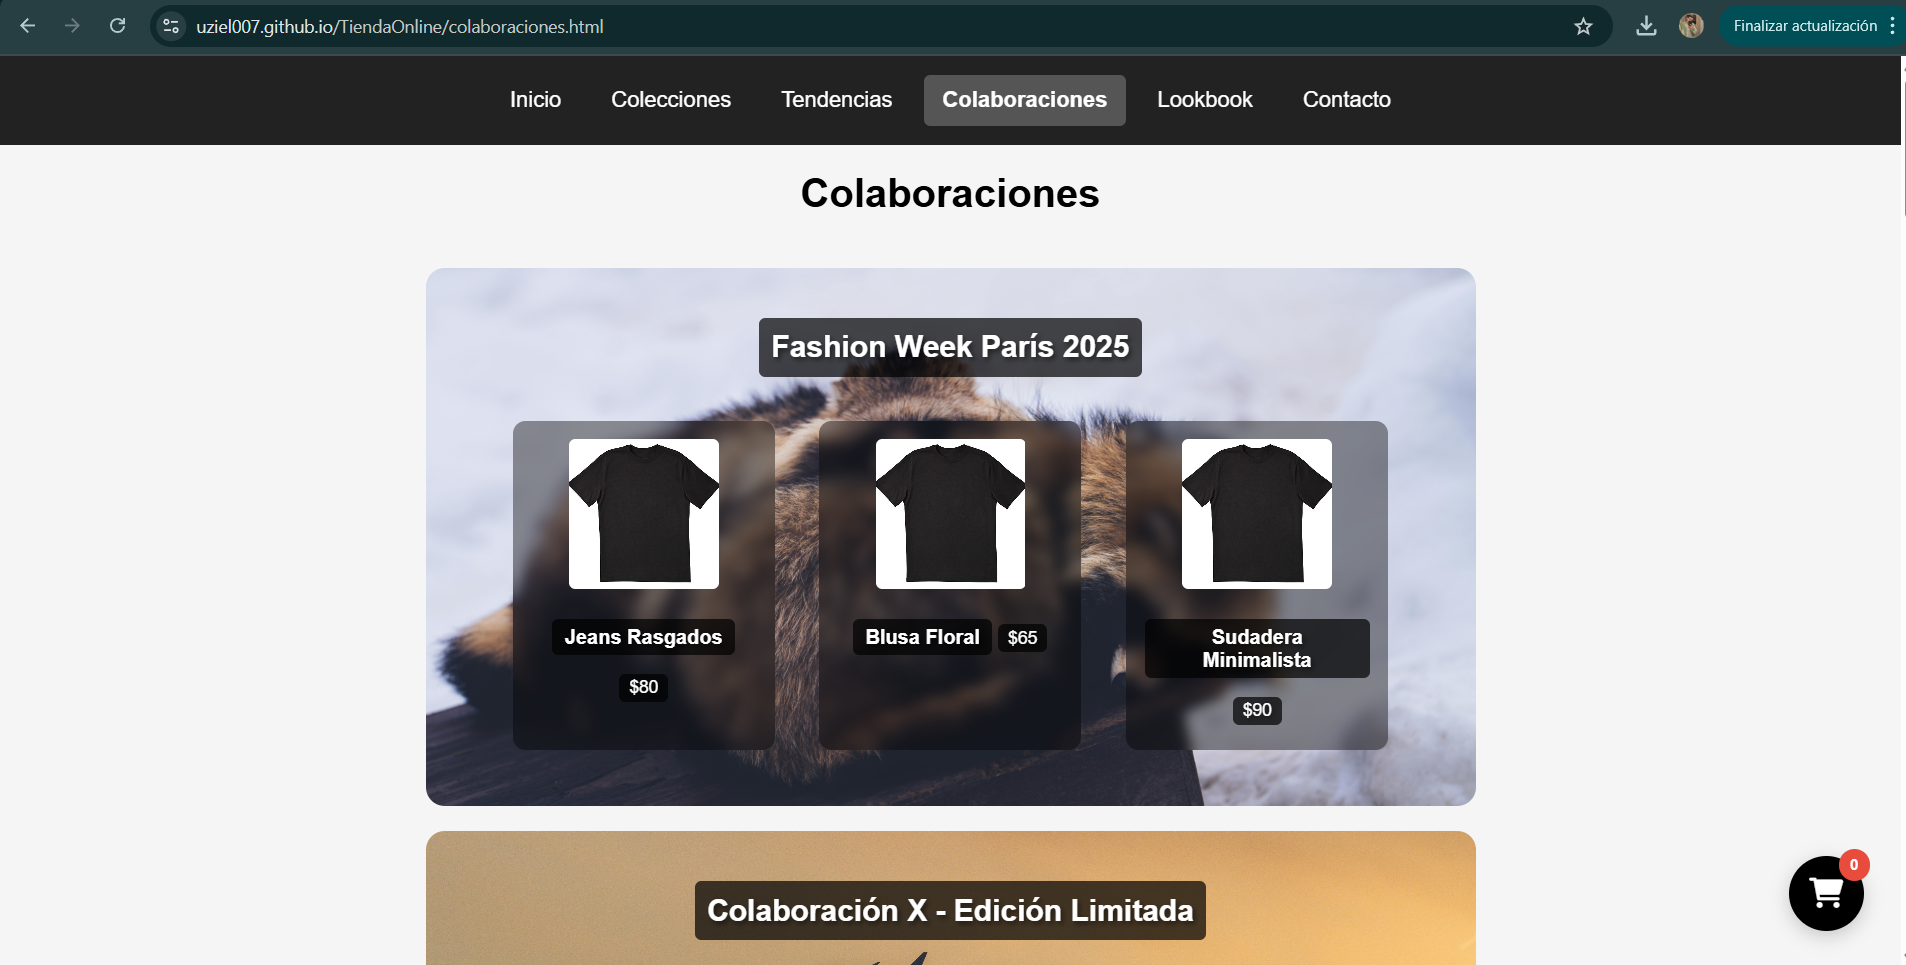 uziel007.github.io/TiendaOnline/colaboraciones.html
Finalizar actualización
Inicio
Colecciones
Tendencias
Colaboraciones
Lookbook
Contacto
Colaboraciones
Fashion Week París 2025
Jeans Rasgados
$80
Blusa Floral
$65
Sudadera
Minimalista
$90
Colaboración X - Edición Limitada
0